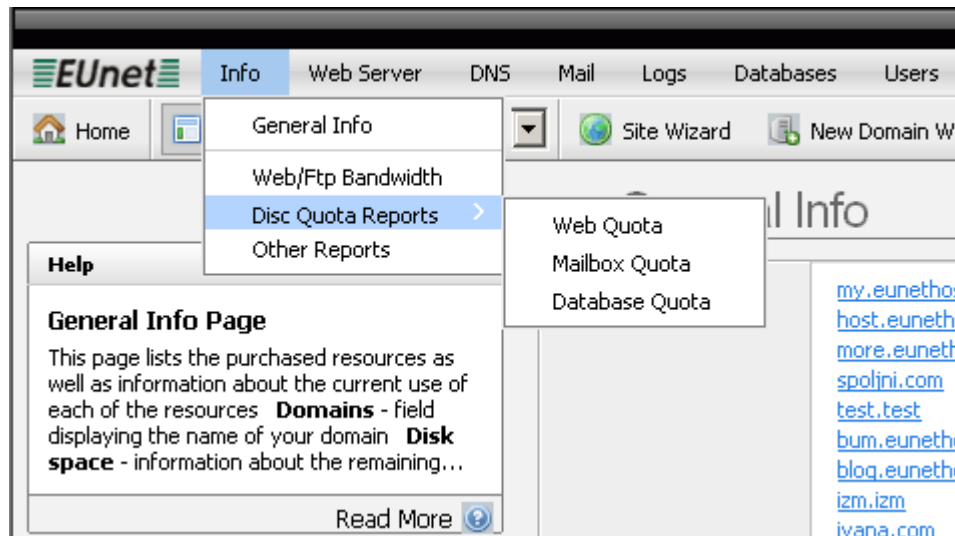 EUnet Info Web Server DNS Mail Logs Databases Users
Home Site Wizard New Domain
General Info
Web/Ftp Bandwidth
Disc Quota Reports
Other Reports
Web Quota
Mailbox Quota
Database Quota
Info
Help
General Info Page
This page lists the purchased resources as
well as information about the current use of
each of the resources Domains - field
displaying the name of your domain Disk
space - information about the remaining...
Read More
my.eunethos
host.euneth
more.euneth
spoljni.com
test.test
bum.eunetho
blog.euneth
izm.izm
ivana.com